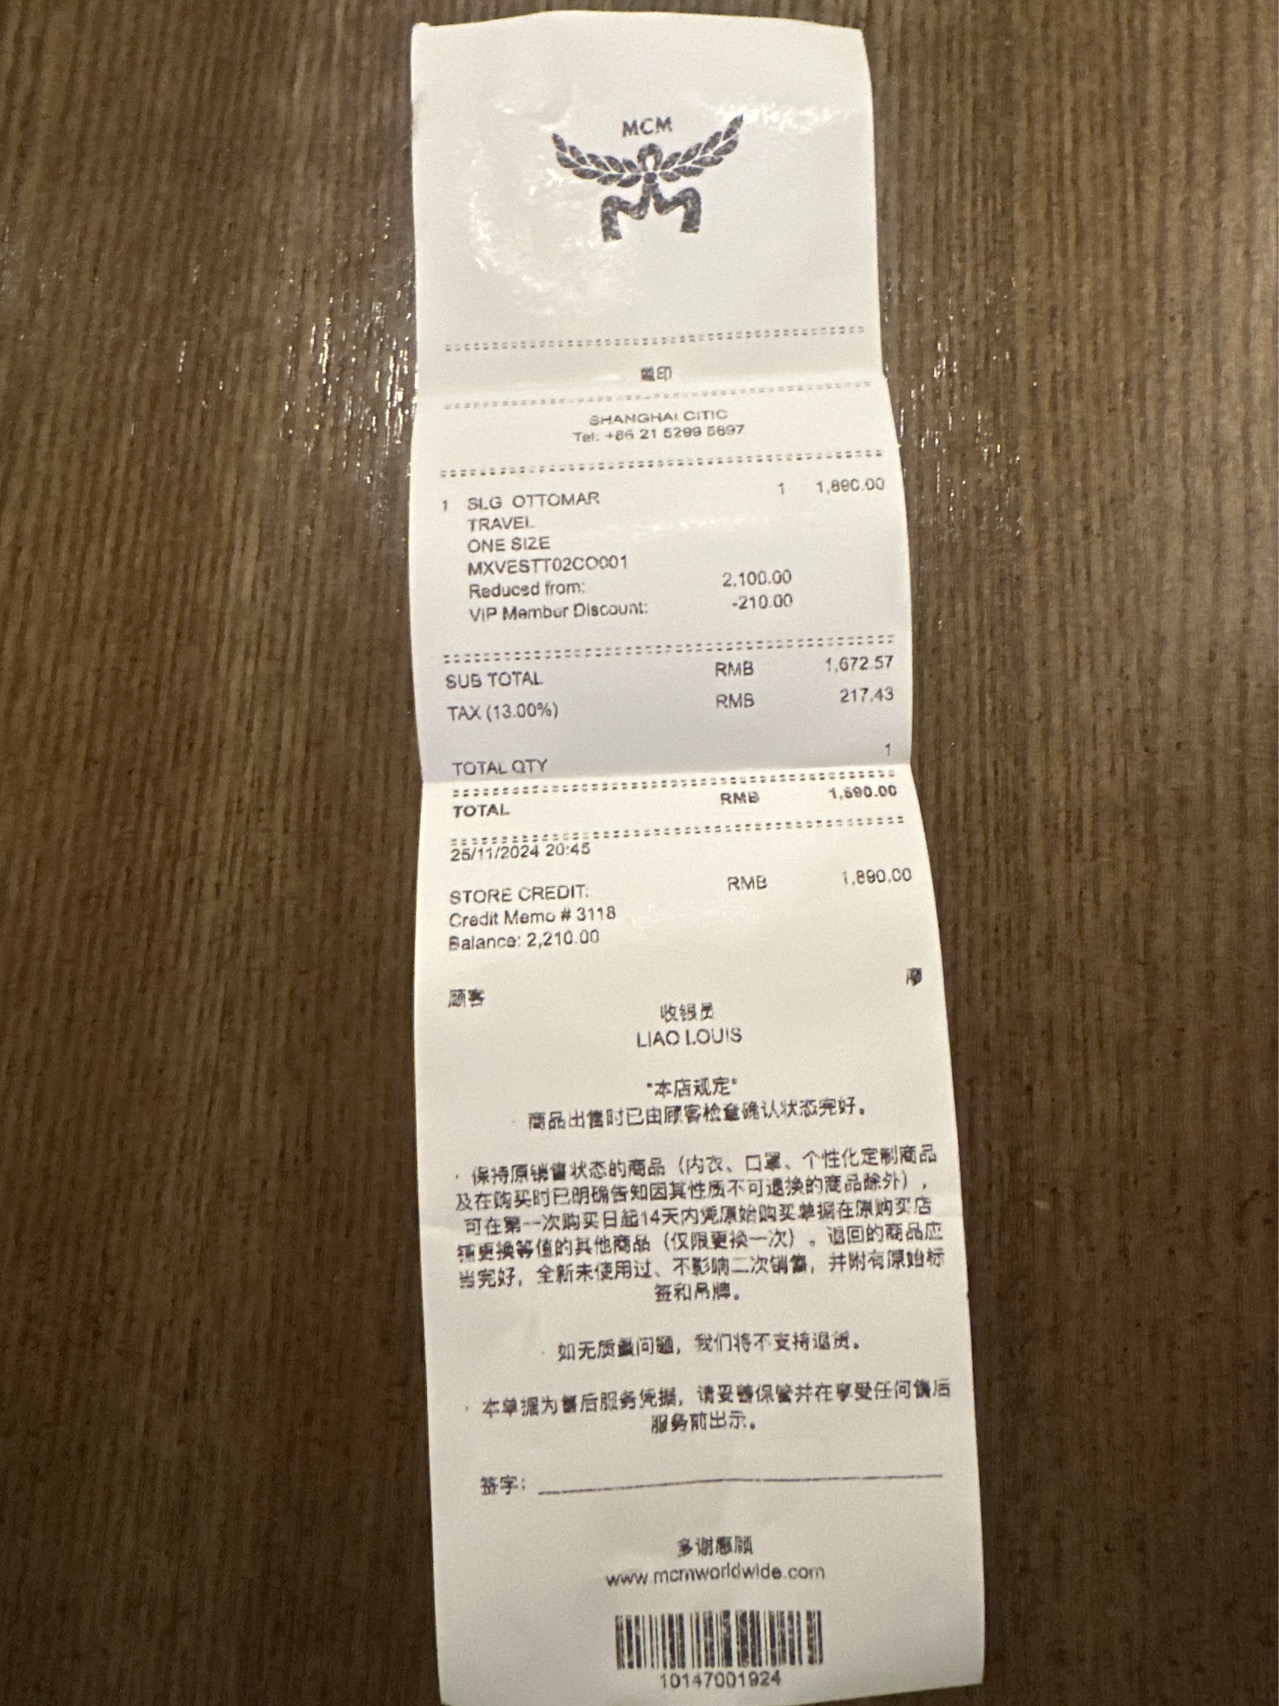 MCM
重印
SHANGHAI CITIC
Tel: +86 21 5299 5697
1 SLG OTTOMAR 1 1,890.00
TRAVEL
ONE SIZE
MXVESTT02CO001
Reduced from: 2,100.00
VIP Member Discount: -210.00
SUB TOTAL RMB 1,672.57
TAX (13.00%) RMB 217.43
TOTAL QTY 1
TOTAL RMB 1,890.00
25/11/2024 20:45
STORE CREDIT: RMB 1,890.00
Credit Memo # 3118
Balance: 2,210.00
顾客 廖
收银员
LIAO LOUIS
*本店规定*
· 商品出售时已由顾客检查确认状态完好。
· 保持原销售状态的商品（内衣、口罩、个性化定制商品
及在购买时已明确告知因其性质不可退换的商品除外），
可在第一次购买日起14天内凭原始购买单据在原购买店
铺更换等值的其他商品（仅限更换一次）。退回的商品应
当完好，全新未使用过、不影响二次销售，并附有原始标
签和吊牌。
· 如无质量问题，我们将不支持退货。
· 本单据为售后服务凭据，请妥善保管并在享受任何售后
服务前出示。
签字：
多谢惠顾
www.mcmworldwide.com
10147001924